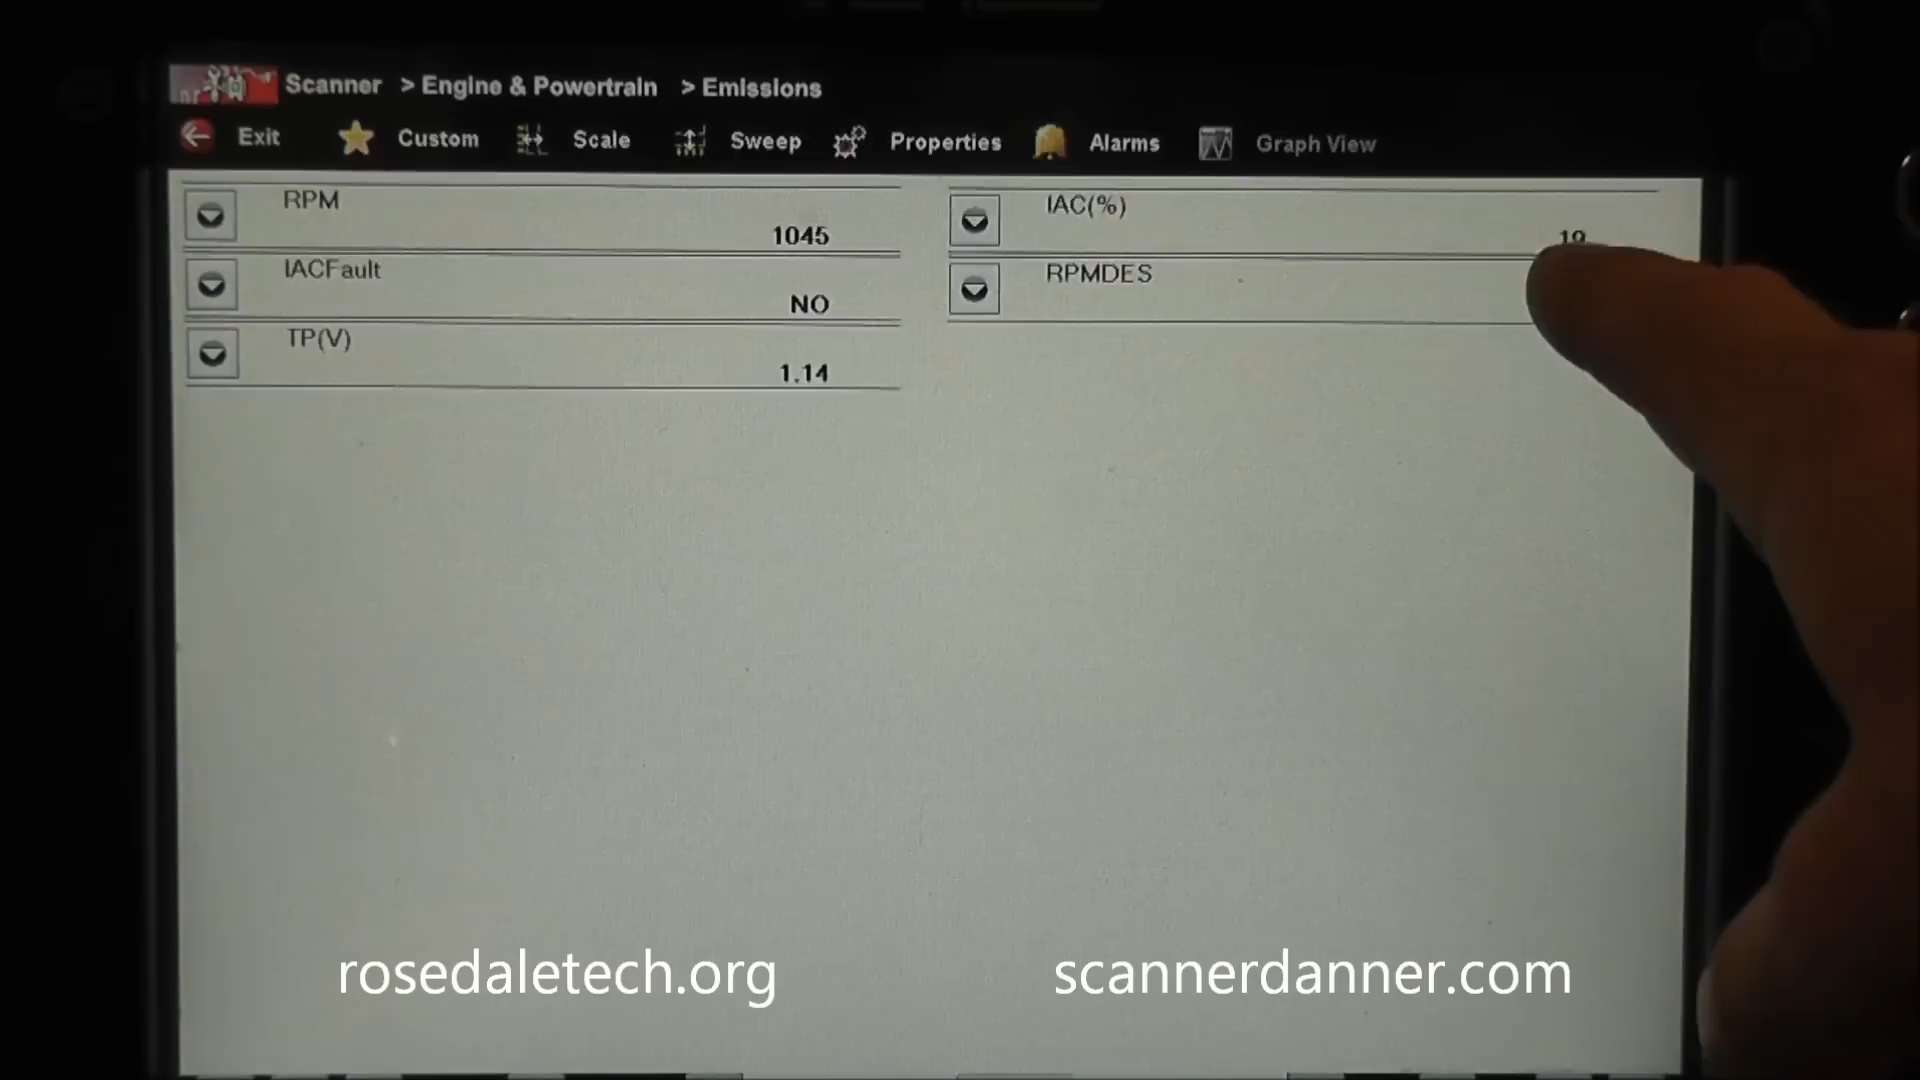 Scanner > Engine & Powertrain > Emissions
Exit Custom Scale Sweep Properties Alarms Graph View
RPM
1045
IAC(%)
IACFault
NO
RPMDES
TP(V)
1.14
rosedaletech.org
scannerdanner.com